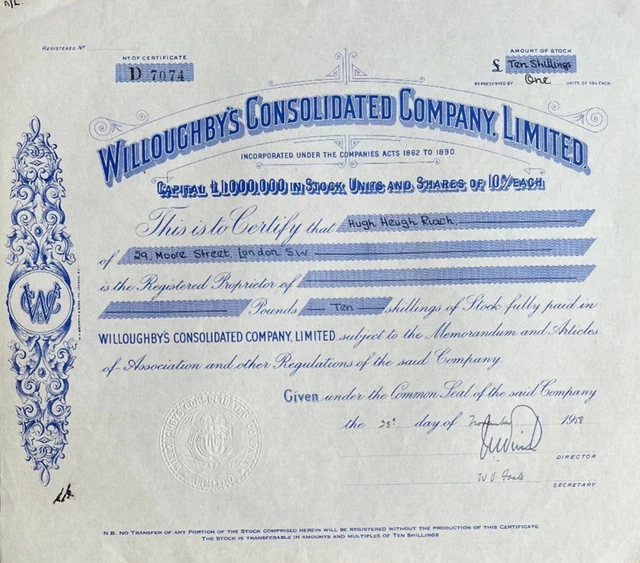 REGISTERED Nº
Nº OF CERTIFICATE
D 7074
AMOUNT OF STOCK
£ Ten Shillings
REPRESENTED BY One UNITS OF 10/- EACH
WILLOUGHBY'S CONSOLIDATED COMPANY, LIMITED.
INCORPORATED UNDER THE COMPANIES ACTS 1862 TO 1890.
CAPITAL £1,000,000 IN STOCK UNITS AND SHARES OF 10/- EACH
This is to Certify that Hugh Heugh Riach
of 29, Moore Street, London S.W.
is the Registered Proprietor of
Pounds Ten shillings of Stock fully paid in
WILLOUGHBY'S CONSOLIDATED COMPANY, LIMITED subject to the Memorandum and Articles
of Association and other Regulations of the said Company.
Given under the Common Seal of the said Company
the 28th day of November 1958
DIRECTOR
SECRETARY
WCC
N.B. NO TRANSFER OF ANY PORTION OF THE STOCK COMPRISED HEREIN WILL BE REGISTERED WITHOUT THE PRODUCTION OF THIS CERTIFICATE
THE STOCK IS TRANSFERABLE IN AMOUNTS AND MULTIPLES OF TEN SHILLINGS